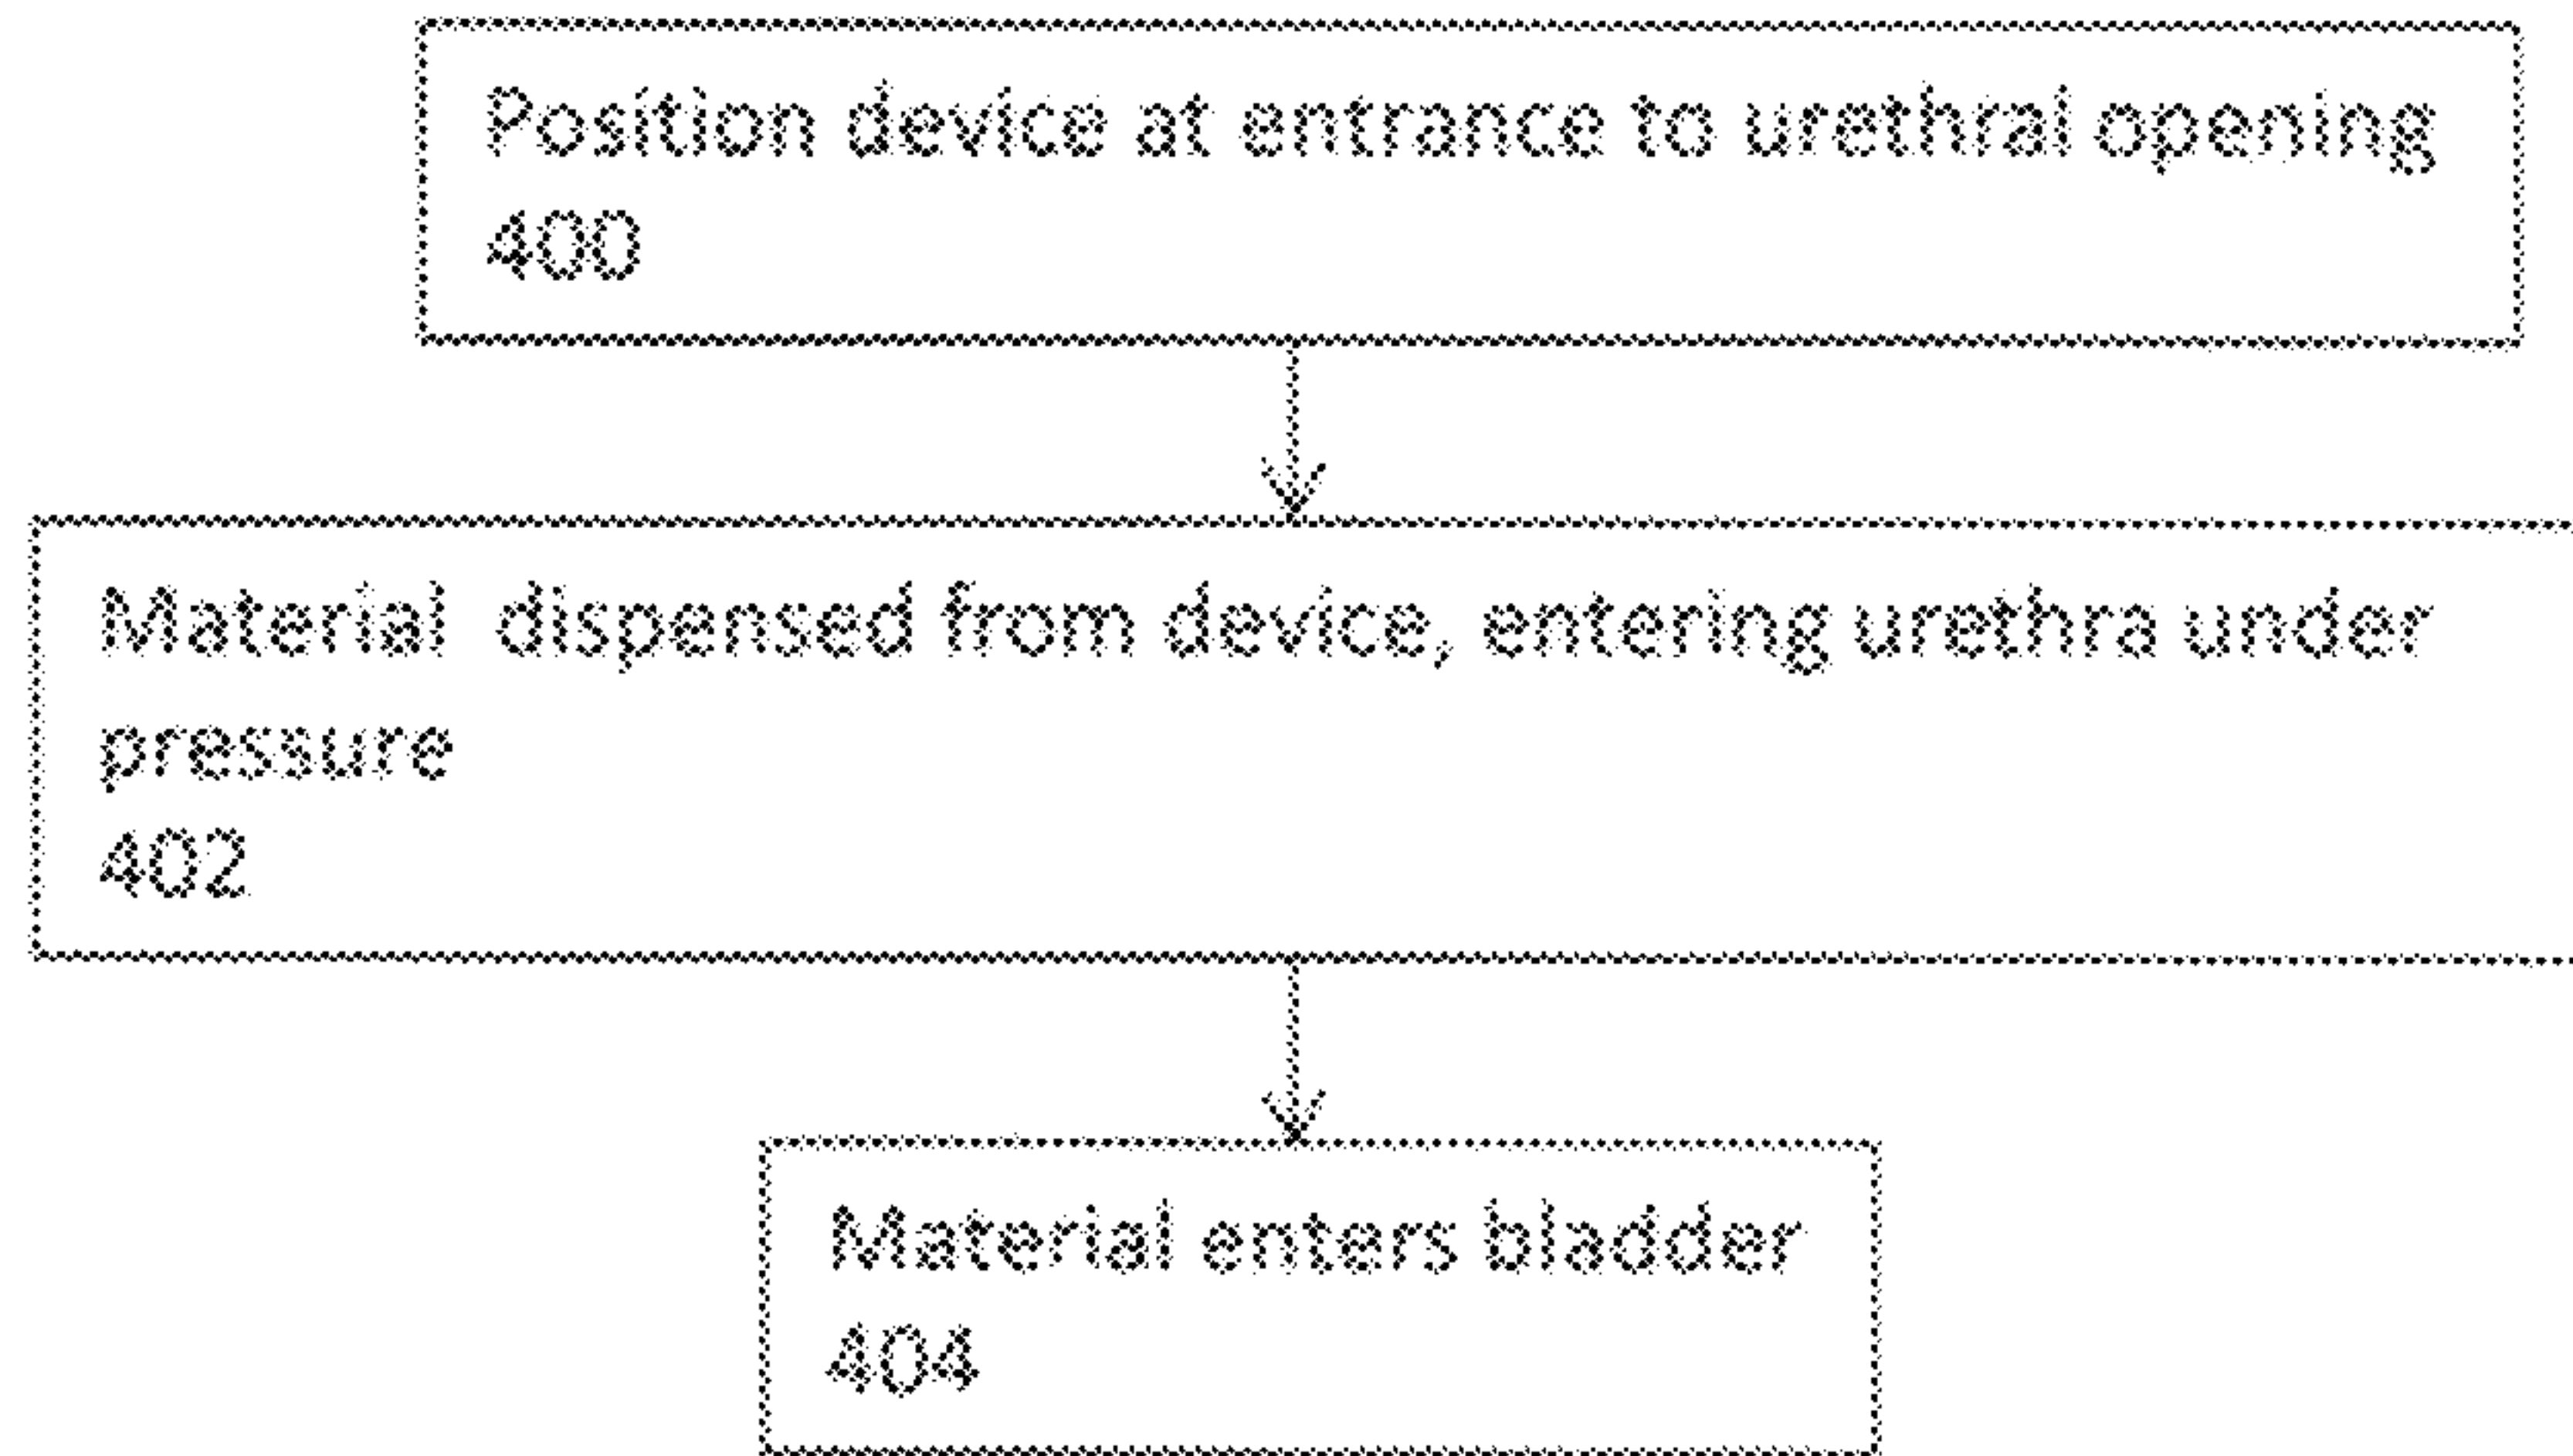 Position device at entrance to urethral opening
400
Material dispensed from device, entering urethra under
pressure
402
Material enters bladder
404